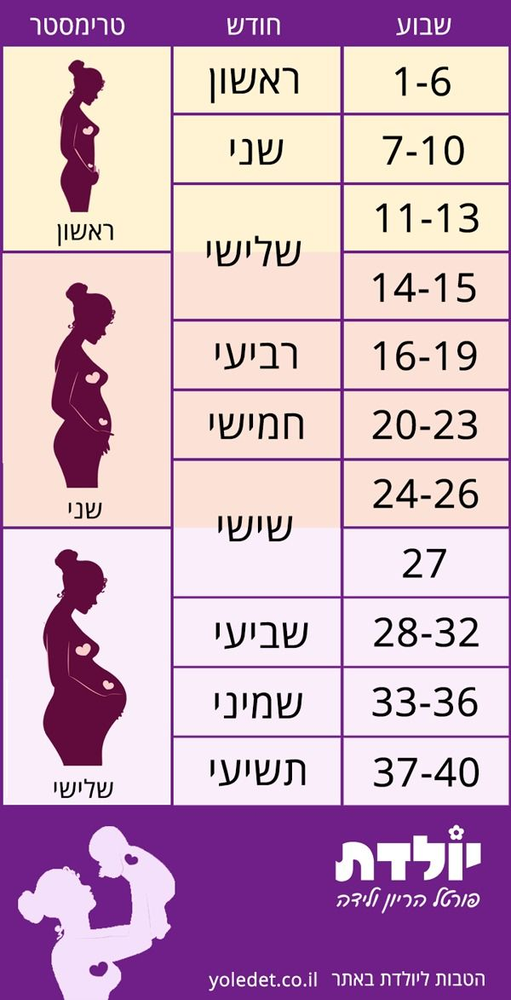 שבוע חודש טרימסטר
1-6 ראשון
7-10 שני
11-13
ראשון
שלישי
14-15
16-19 רביעי
20-23 חמישי
24-26
שני
שישי
27
28-32 שביעי
33-36 שמיני
37-40 תשיעי
שלישי
יולדת
פורטל הריון ולידה
הטבות ליולדת באתר yoledet.co.il